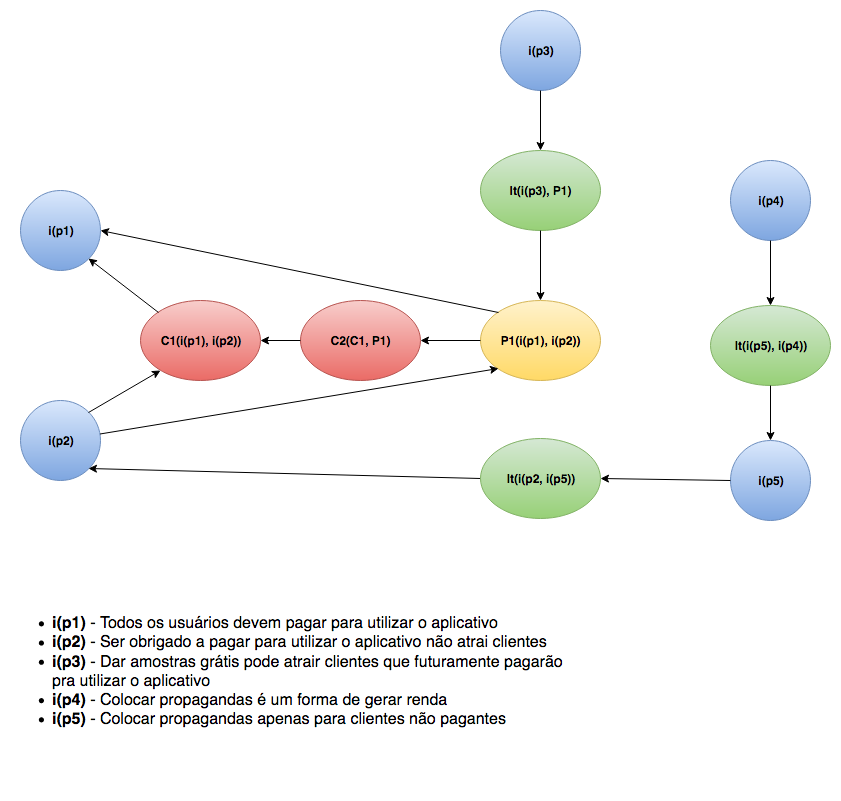 i(p3)
It(i(p3), P1)
i(p4)
i(p1)
C1(i(p1), i(p2))
C2(C1, P1)
P1(i(p1), i(p2))
It(i(p5), i(p4))
i(p2)
It(i(p2, i(p5))
i(p5)
• i(p1) - Todos os usuários devem pagar para utilizar o aplicativo
• i(p2) - Ser obrigado a pagar para utilizar o aplicativo não atrai clientes
• i(p3) - Dar amostras grátis pode atrair clientes que futuramente pagarão
pra utilizar o aplicativo
• i(p4) - Colocar propagandas é um forma de gerar renda
• i(p5) - Colocar propagandas apenas para clientes não pagantes